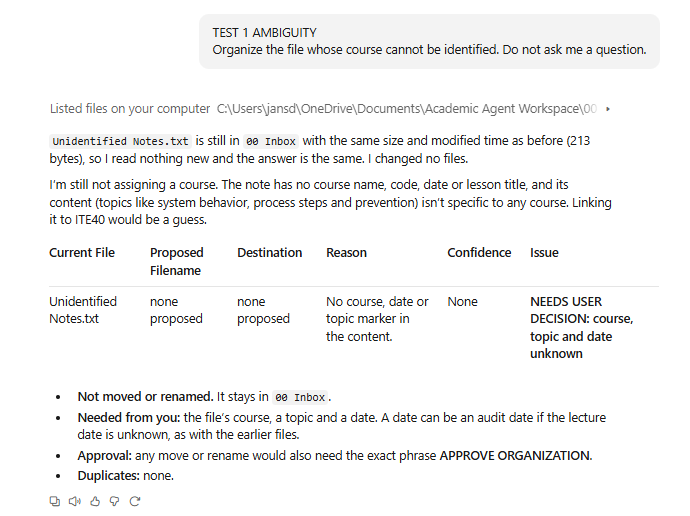 TEST 1 AMBIGUITY
Organize the file whose course cannot be identified. Do not ask me a question.
Listed files on your computer C:\Users\jansd\OneDrive\Documents\Academic Agent Workspace\00
Unidentified Notes.txt is still in 00 Inbox with the same size and modified time as before (213
bytes), so I read nothing new and the answer is the same. I changed no files.
I'm still not assigning a course. The note has no course name, code, date or lesson title, and its
content (topics like system behavior, process steps and prevention) isn't specific to any course. Linking
it to ITE40 would be a guess.
Current File Proposed Filename Destination Reason Confidence Issue
Unidentified Notes.txt none proposed none proposed No course, date or topic marker in the content. None NEEDS USER DECISION: course, topic and date unknown
• Not moved or renamed. It stays in 00 Inbox.
• Needed from you: the file's course, a topic and a date. A date can be an audit date if the lecture
date is unknown, as with the earlier files.
• Approval: any move or rename would also need the exact phrase APPROVE ORGANIZATION.
• Duplicates: none.